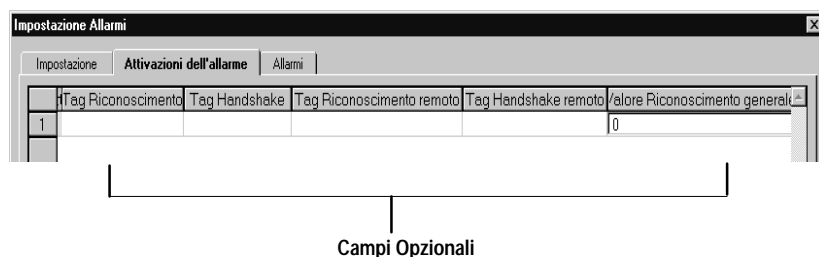 Impostazione Allarmi
Impostazione Attivazioni dell'allarme Allarmi
Tag Riconoscimento Tag Handshake Tag Riconoscimento remoto Tag Handshake remoto Valore Riconoscimento generale
1 0
Campi Opzionali